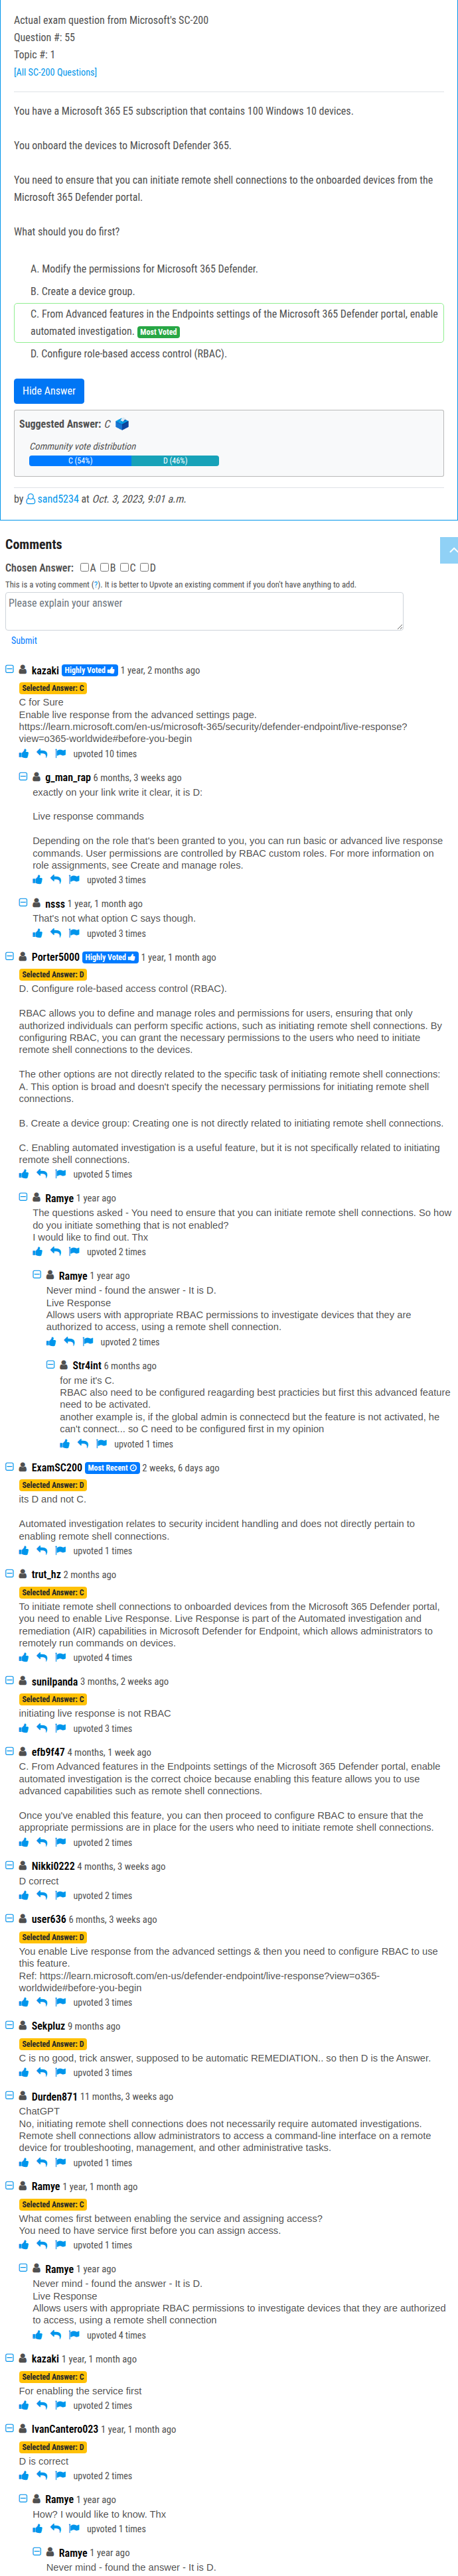 Actual exam question from Microsoft's SC-200
Question #: 55
Topic #: 1
[All SC-200 Questions]
You have a Microsoft 365 E5 subscription that contains 100 Windows 10 devices.
You onboard the devices to Microsoft Defender 365.
You need to ensure that you can initiate remote shell connections to the onboarded devices from the
Microsoft 365 Defender portal.
What should you do first?
A. Modify the permissions for Microsoft 365 Defender.
B. Create a device group.
C. From Advanced features in the Endpoints settings of the Microsoft 365 Defender portal, enable
automated investigation. Most Voted
D. Configure role-based access control (RBAC).
Hide Answer
Suggested Answer: C
Community vote distribution
C (54%) D (46%)
by sand5234 at Oct. 3, 2023, 9:01 a.m.
Comments
Chosen Answer: A B C D
This is a voting comment (?). It is better to Upvote an existing comment if you don't have anything to add.
Please explain your answer
Submit
kazaki Highly Voted 1 year, 2 months ago
Selected Answer: C
C for Sure
Enable live response from the advanced settings page.
https://learn.microsoft.com/en-us/microsoft-365/security/defender-endpoint/live-response?
view=o365-worldwide#before-you-begin
upvoted 10 times
g_man_rap 6 months, 3 weeks ago
exactly on your link write it clear, it is D:
Live response commands
Depending on the role that's been granted to you, you can run basic or advanced live response
commands. User permissions are controlled by RBAC custom roles. For more information on
role assignments, see Create and manage roles.
upvoted 3 times
nsss 1 year, 1 month ago
That's not what option C says though.
upvoted 3 times
Porter5000 Highly Voted 1 year, 1 month ago
Selected Answer: D
D. Configure role-based access control (RBAC).
RBAC allows you to define and manage roles and permissions for users, ensuring that only
authorized individuals can perform specific actions, such as initiating remote shell connections. By
configuring RBAC, you can grant the necessary permissions to the users who need to initiate
remote shell connections to the devices.
The other options are not directly related to the specific task of initiating remote shell connections:
A. This option is broad and doesn't specify the necessary permissions for initiating remote shell
connections.
B. Create a device group: Creating one is not directly related to initiating remote shell connections.
C. Enabling automated investigation is a useful feature, but it is not specifically related to initiating
remote shell connections.
upvoted 5 times
Ramye 1 year ago
The questions asked - You need to ensure that you can initiate remote shell connections. So how
do you initiate something that is not enabled?
I would like to find out. Thx
upvoted 2 times
Ramye 1 year ago
Never mind - found the answer - It is D.
Live Response
Allows users with appropriate RBAC permissions to investigate devices that they are
authorized to access, using a remote shell connection.
upvoted 2 times
Str4int 6 months ago
for me it's C.
RBAC also need to be configured reagarding best practicies but first this advanced feature
need to be activated.
another example is, if the global admin is connectecd but the feature is not activated, he
can't connect... so C need to be configured first in my opinion
upvoted 1 times
ExamSC200 Most Recent 2 weeks, 6 days ago
Selected Answer: D
its D and not C.
Automated investigation relates to security incident handling and does not directly pertain to
enabling remote shell connections.
upvoted 1 times
trut_hz 2 months ago
Selected Answer: C
To initiate remote shell connections to onboarded devices from the Microsoft 365 Defender portal,
you need to enable Live Response. Live Response is part of the Automated investigation and
remediation (AIR) capabilities in Microsoft Defender for Endpoint, which allows administrators to
remotely run commands on devices.
upvoted 4 times
sunilpanda 3 months, 2 weeks ago
Selected Answer: C
initiating live response is not RBAC
upvoted 3 times
efb9f47 4 months, 1 week ago
C. From Advanced features in the Endpoints settings of the Microsoft 365 Defender portal, enable
automated investigation is the correct choice because enabling this feature allows you to use
advanced capabilities such as remote shell connections.
Once you've enabled this feature, you can then proceed to configure RBAC to ensure that the
appropriate permissions are in place for the users who need to initiate remote shell connections.
upvoted 2 times
Nikki0222 4 months, 3 weeks ago
D correct
upvoted 2 times
user636 6 months, 3 weeks ago
Selected Answer: D
You enable Live response from the advanced settings & then you need to configure RBAC to use
this feature.
Ref: https://learn.microsoft.com/en-us/defender-endpoint/live-response?view=o365-
worldwide#before-you-begin
upvoted 3 times
Sekpluz 9 months ago
Selected Answer: D
C is no good, trick answer, supposed to be automatic REMEDIATION.. so then D is the Answer.
upvoted 3 times
Durden871 11 months, 3 weeks ago
ChatGPT
No, initiating remote shell connections does not necessarily require automated investigations.
Remote shell connections allow administrators to access a command-line interface on a remote
device for troubleshooting, management, and other administrative tasks.
upvoted 1 times
Ramye 1 year, 1 month ago
Selected Answer: C
What comes first between enabling the service and assigning access?
You need to have service first before you can assign access.
upvoted 1 times
Ramye 1 year ago
Never mind - found the answer - It is D.
Live Response
Allows users with appropriate RBAC permissions to investigate devices that they are authorized
to access, using a remote shell connection
upvoted 4 times
kazaki 1 year, 1 month ago
Selected Answer: C
For enabling the service first
upvoted 2 times
IvanCantero023 1 year, 1 month ago
Selected Answer: D
D is correct
upvoted 2 times
Ramye 1 year ago
How? I would like to know. Thx
upvoted 1 times
Ramye 1 year ago
Never mind - found the answer - It is D.